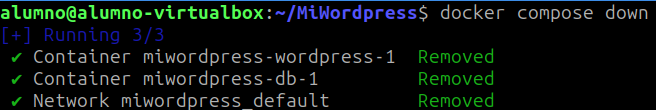 alumno@alumno-virtualbox:~/MiWordpress$ docker compose down
[+] Running 3/3
✔ Container miwordpress-wordpress-1 Removed
✔ Container miwordpress-db-1 Removed
✔ Network miwordpress_default Removed